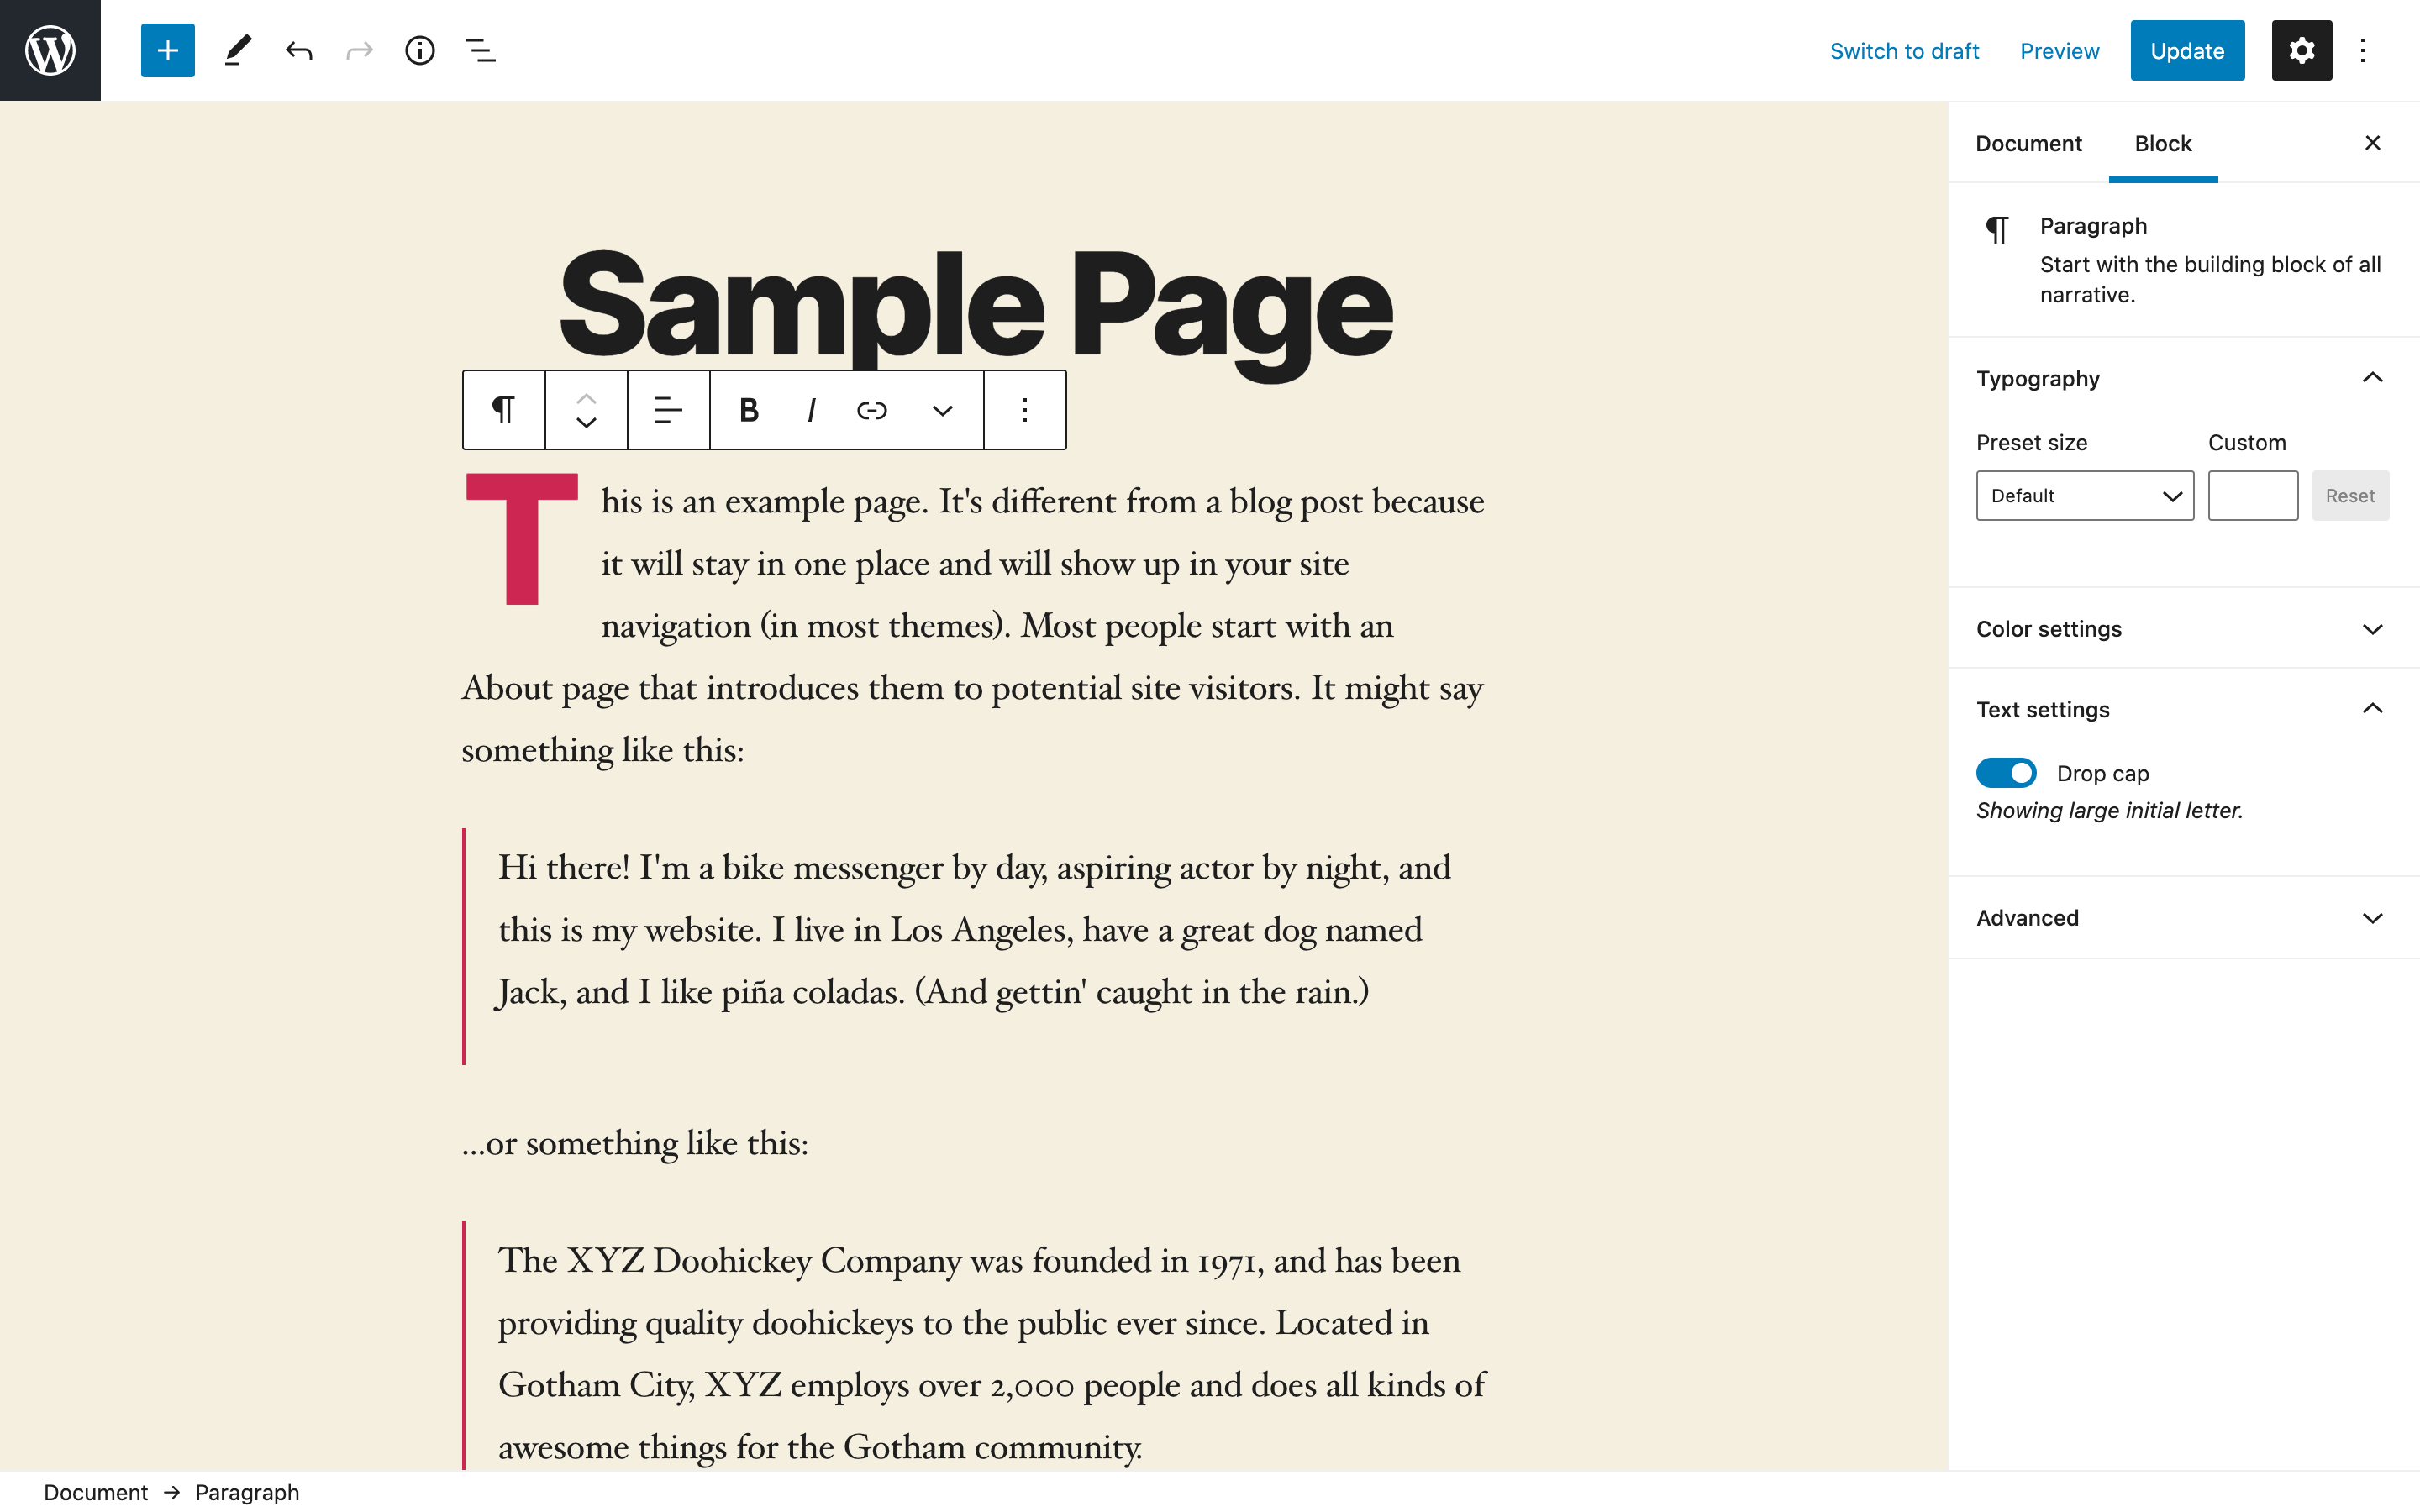 Switch to draft
Preview
Update
Sample Page
B I
This is an example page. It's different from a blog post because
it will stay in one place and will show up in your site
navigation (in most themes). Most people start with an
About page that introduces them to potential site visitors. It might say
something like this:
Hi there! I'm a bike messenger by day, aspiring actor by night, and
this is my website. I live in Los Angeles, have a great dog named
Jack, and I like piña coladas. (And gettin' caught in the rain.)
...or something like this:
The XYZ Doohickey Company was founded in 1971, and has been
providing quality doohickeys to the public ever since. Located in
Gotham City, XYZ employs over 2,000 people and does all kinds of
awesome things for the Gotham community.
Document
Block
Paragraph
Start with the building block of all
narrative.
Typography
Preset size
Custom
Default
Reset
Color settings
Text settings
Drop cap
Showing large initial letter.
Advanced
Document → Paragraph